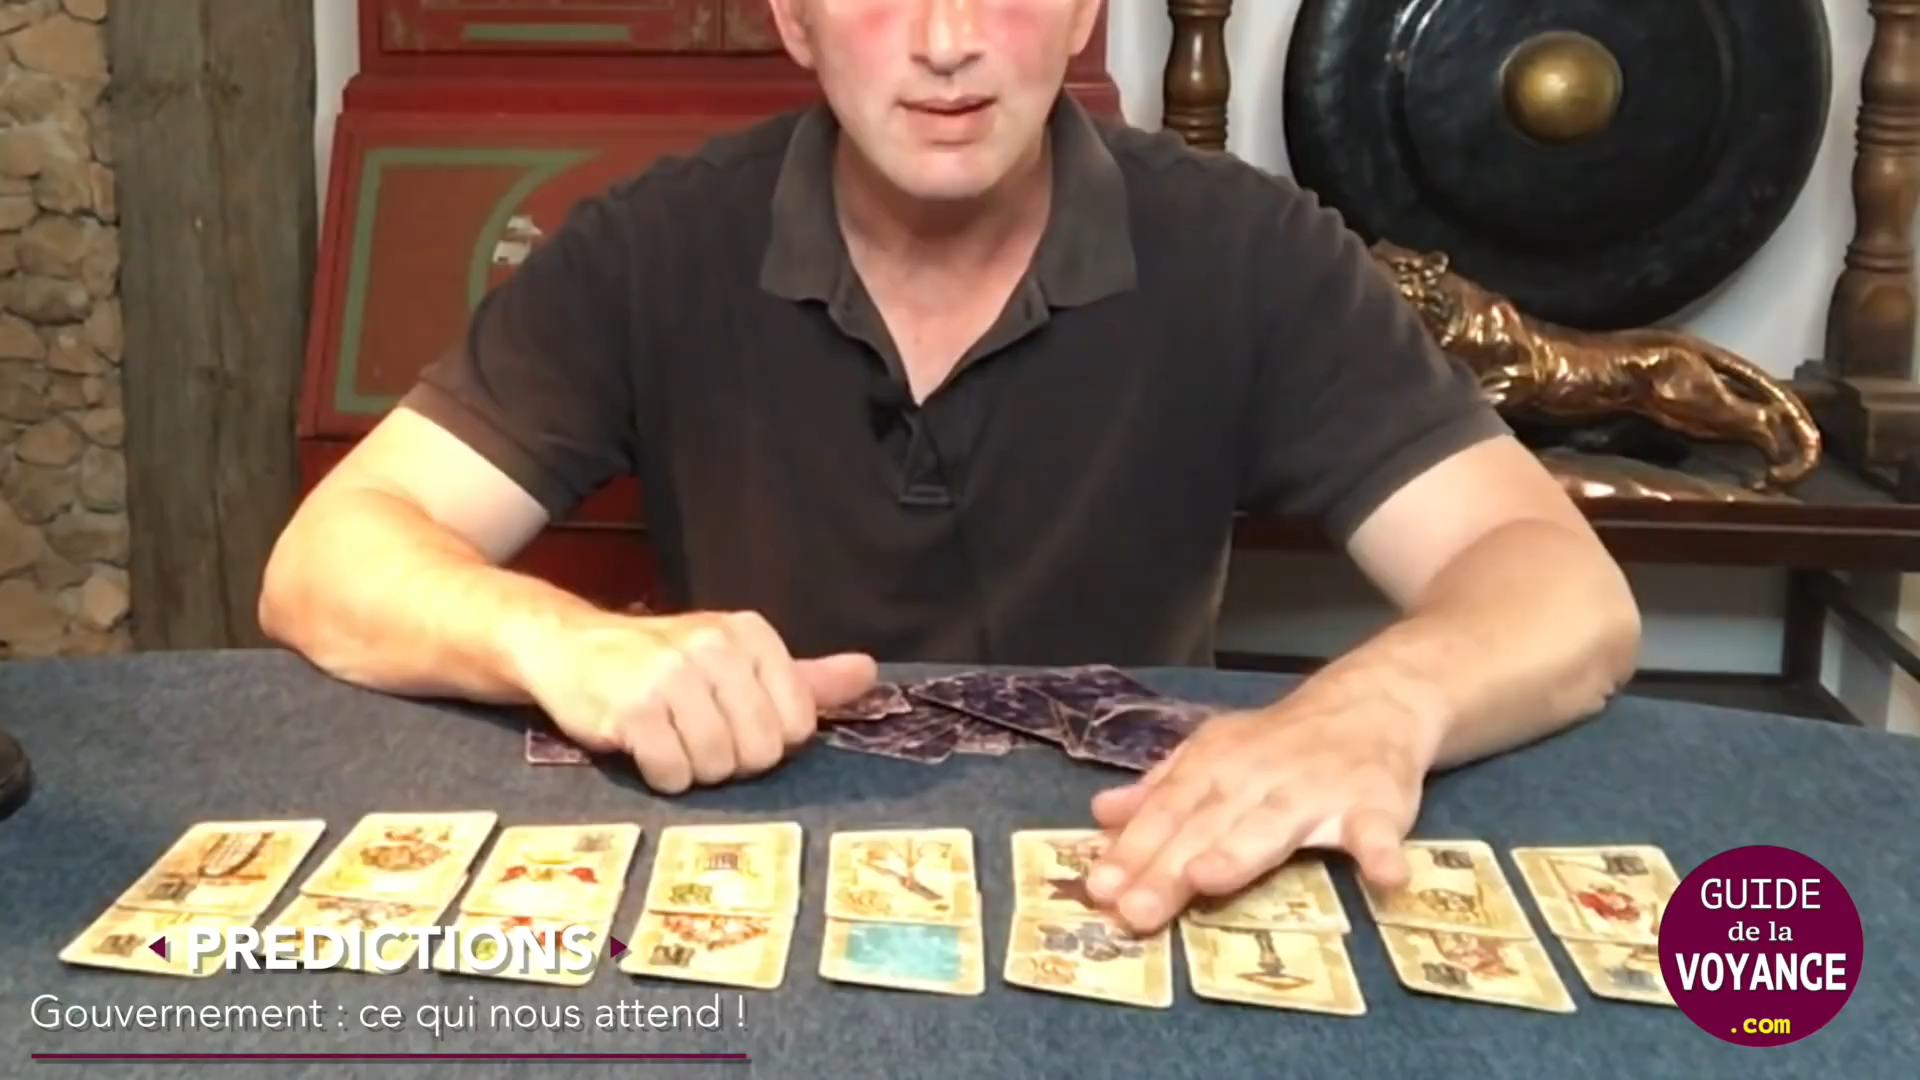 PREDICTIONS
Gouvernement : ce qui nous attend !
GUIDE
de la
VOYANCE
.com